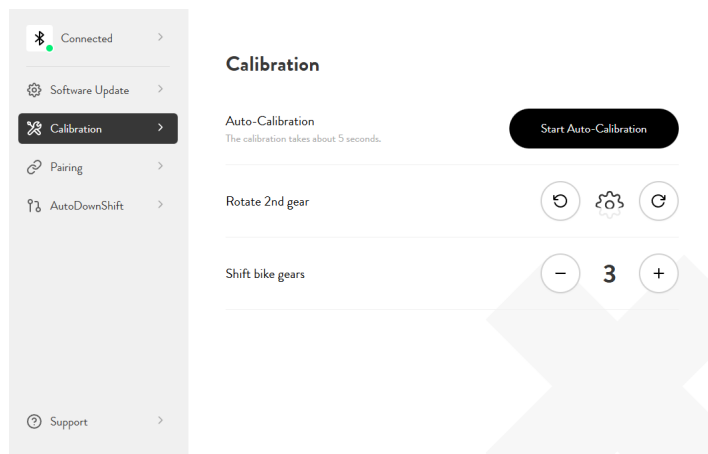 Connected
Software Update
Calibration
Pairing
AutoDownShift
Support
Calibration
Auto-Calibration
The calibration takes about 5 seconds.
Start Auto-Calibration
Rotate 2nd gear
Shift bike gears
3